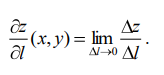 ∂z/∂l (x, y) = lim_{Δl→0} Δz/Δl .